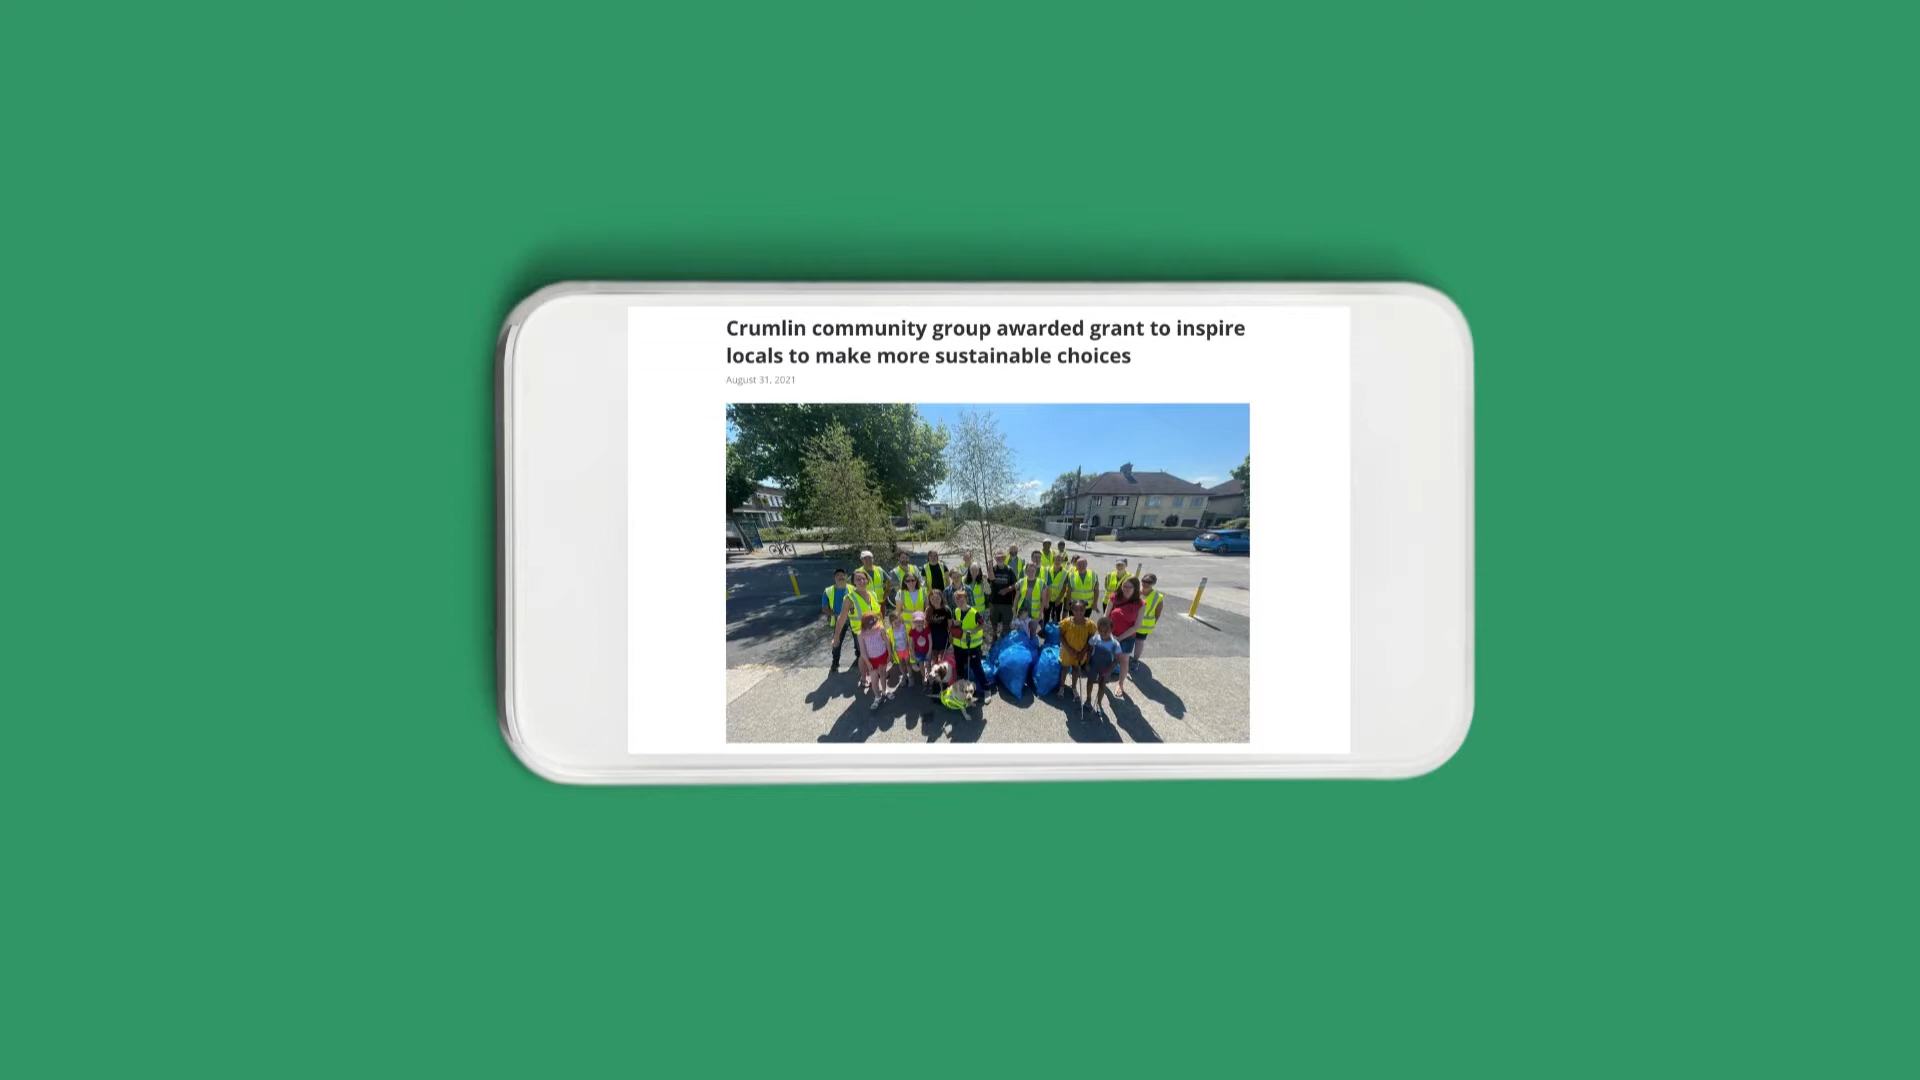 Crumlin community group awarded grant to inspire
locals to make more sustainable choices
August 31, 2021